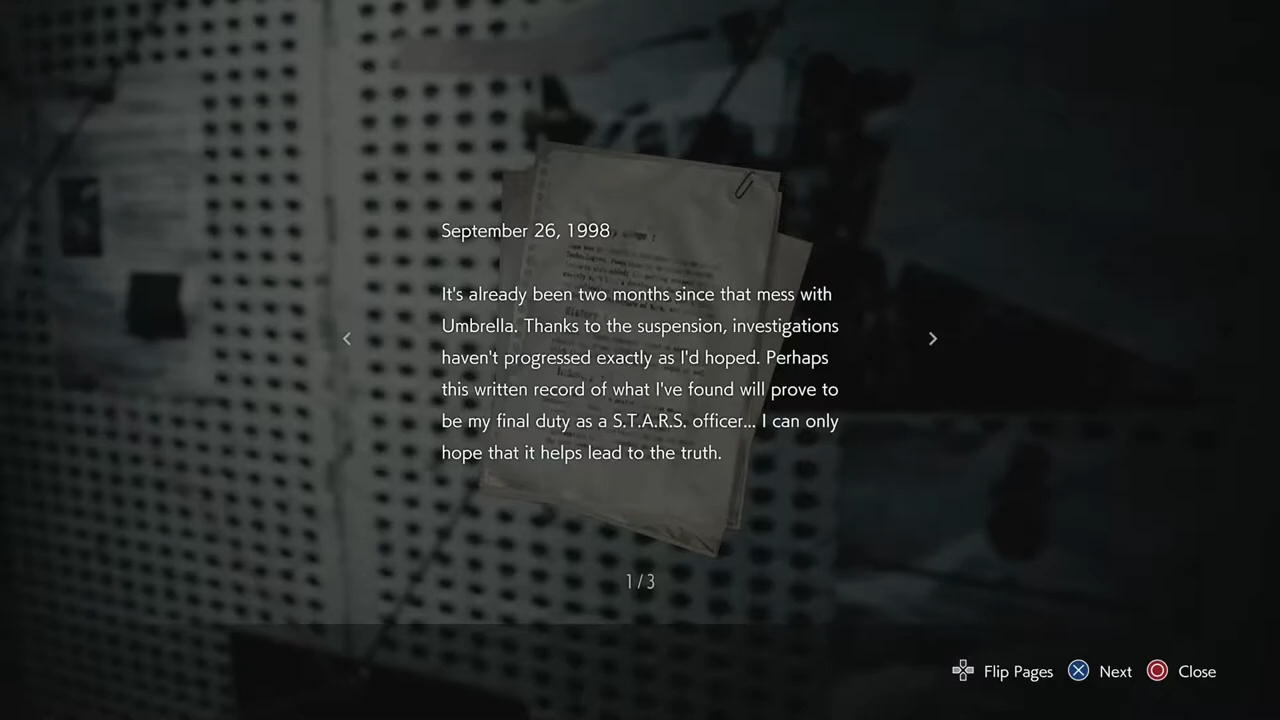 September 26, 1998
It's already been two months since that mess with
Umbrella. Thanks to the suspension, investigations
haven't progressed exactly as I'd hoped. Perhaps
this written record of what I've found will prove to
be my final duty as a S.T.A.R.S. officer... I can only
hope that it helps lead to the truth.
1/3
Flip Pages Next Close